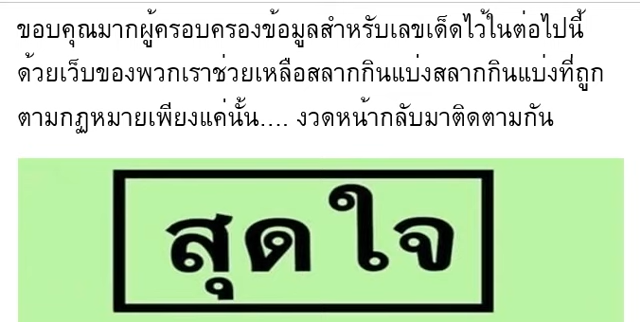 ขอบคุณมากผู้ครอบครองข้อมูลสำหรับเลขเด็ดไว้ในต่อไปนี้
ด้วยเว็บของพวกเราช่วยเหลือสลากกินแบ่งสลากกินแบ่งที่ถูก
ตามกฏหมายเพียงแค่นั้น.... งวดหน้ากลับมาติดตามกัน
สุดใจ